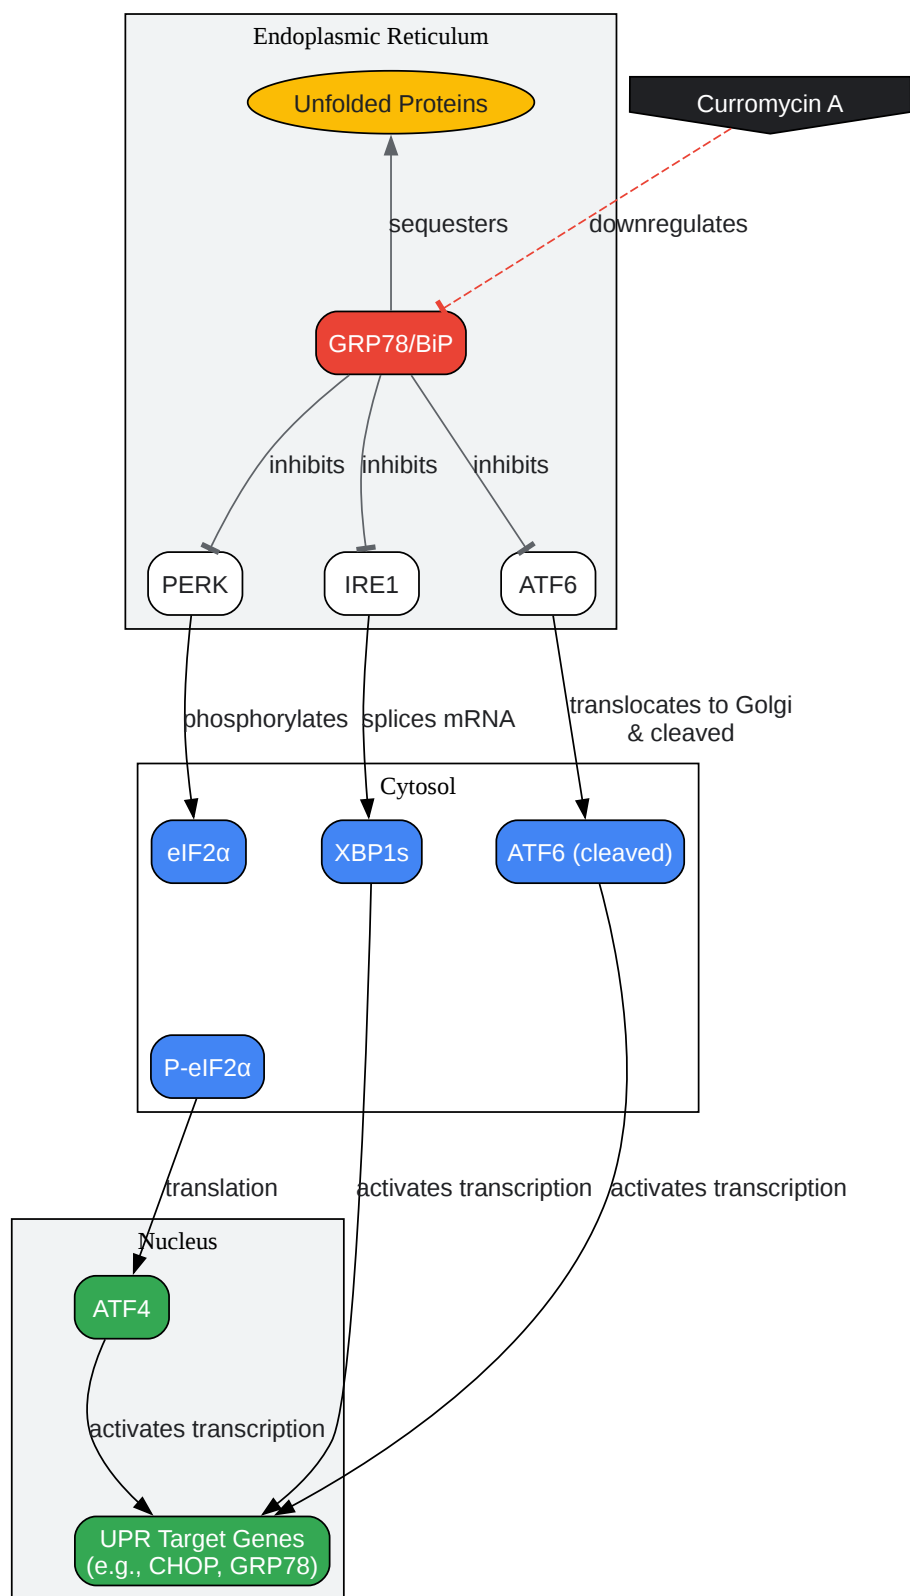 Endoplasmic Reticulum
Unfolded Proteins
Curromycin A
sequesters
downregulates
GRP78/BiP
inhibits
inhibits
inhibits
PERK
IRE1
ATF6
phosphorylates
splices mRNA
translocates to Golgi
& cleaved
Cytosol
eIF2α
XBP1s
ATF6 (cleaved)
P-eIF2α
translation
activates transcription
activates transcription
Nucleus
ATF4
activates transcription
UPR Target Genes
(e.g., CHOP, GRP78)